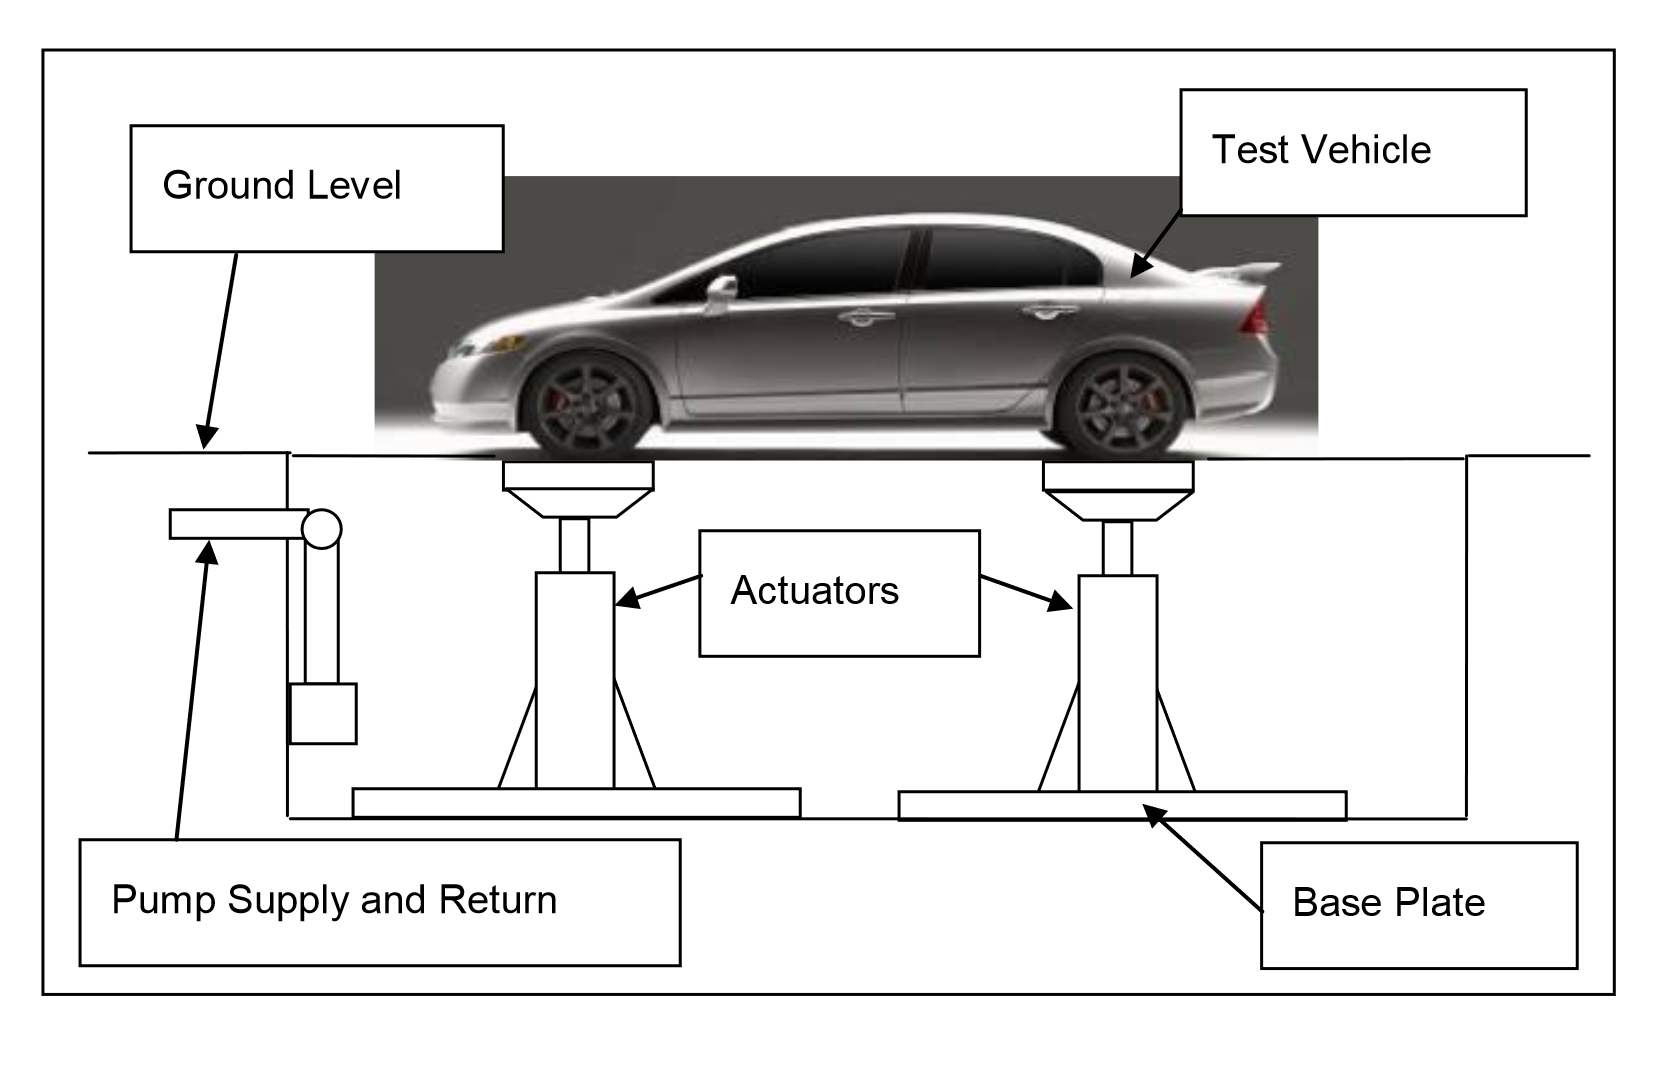 Test Vehicle
Ground Level
Actuators
Pump Supply and Return
Base Plate